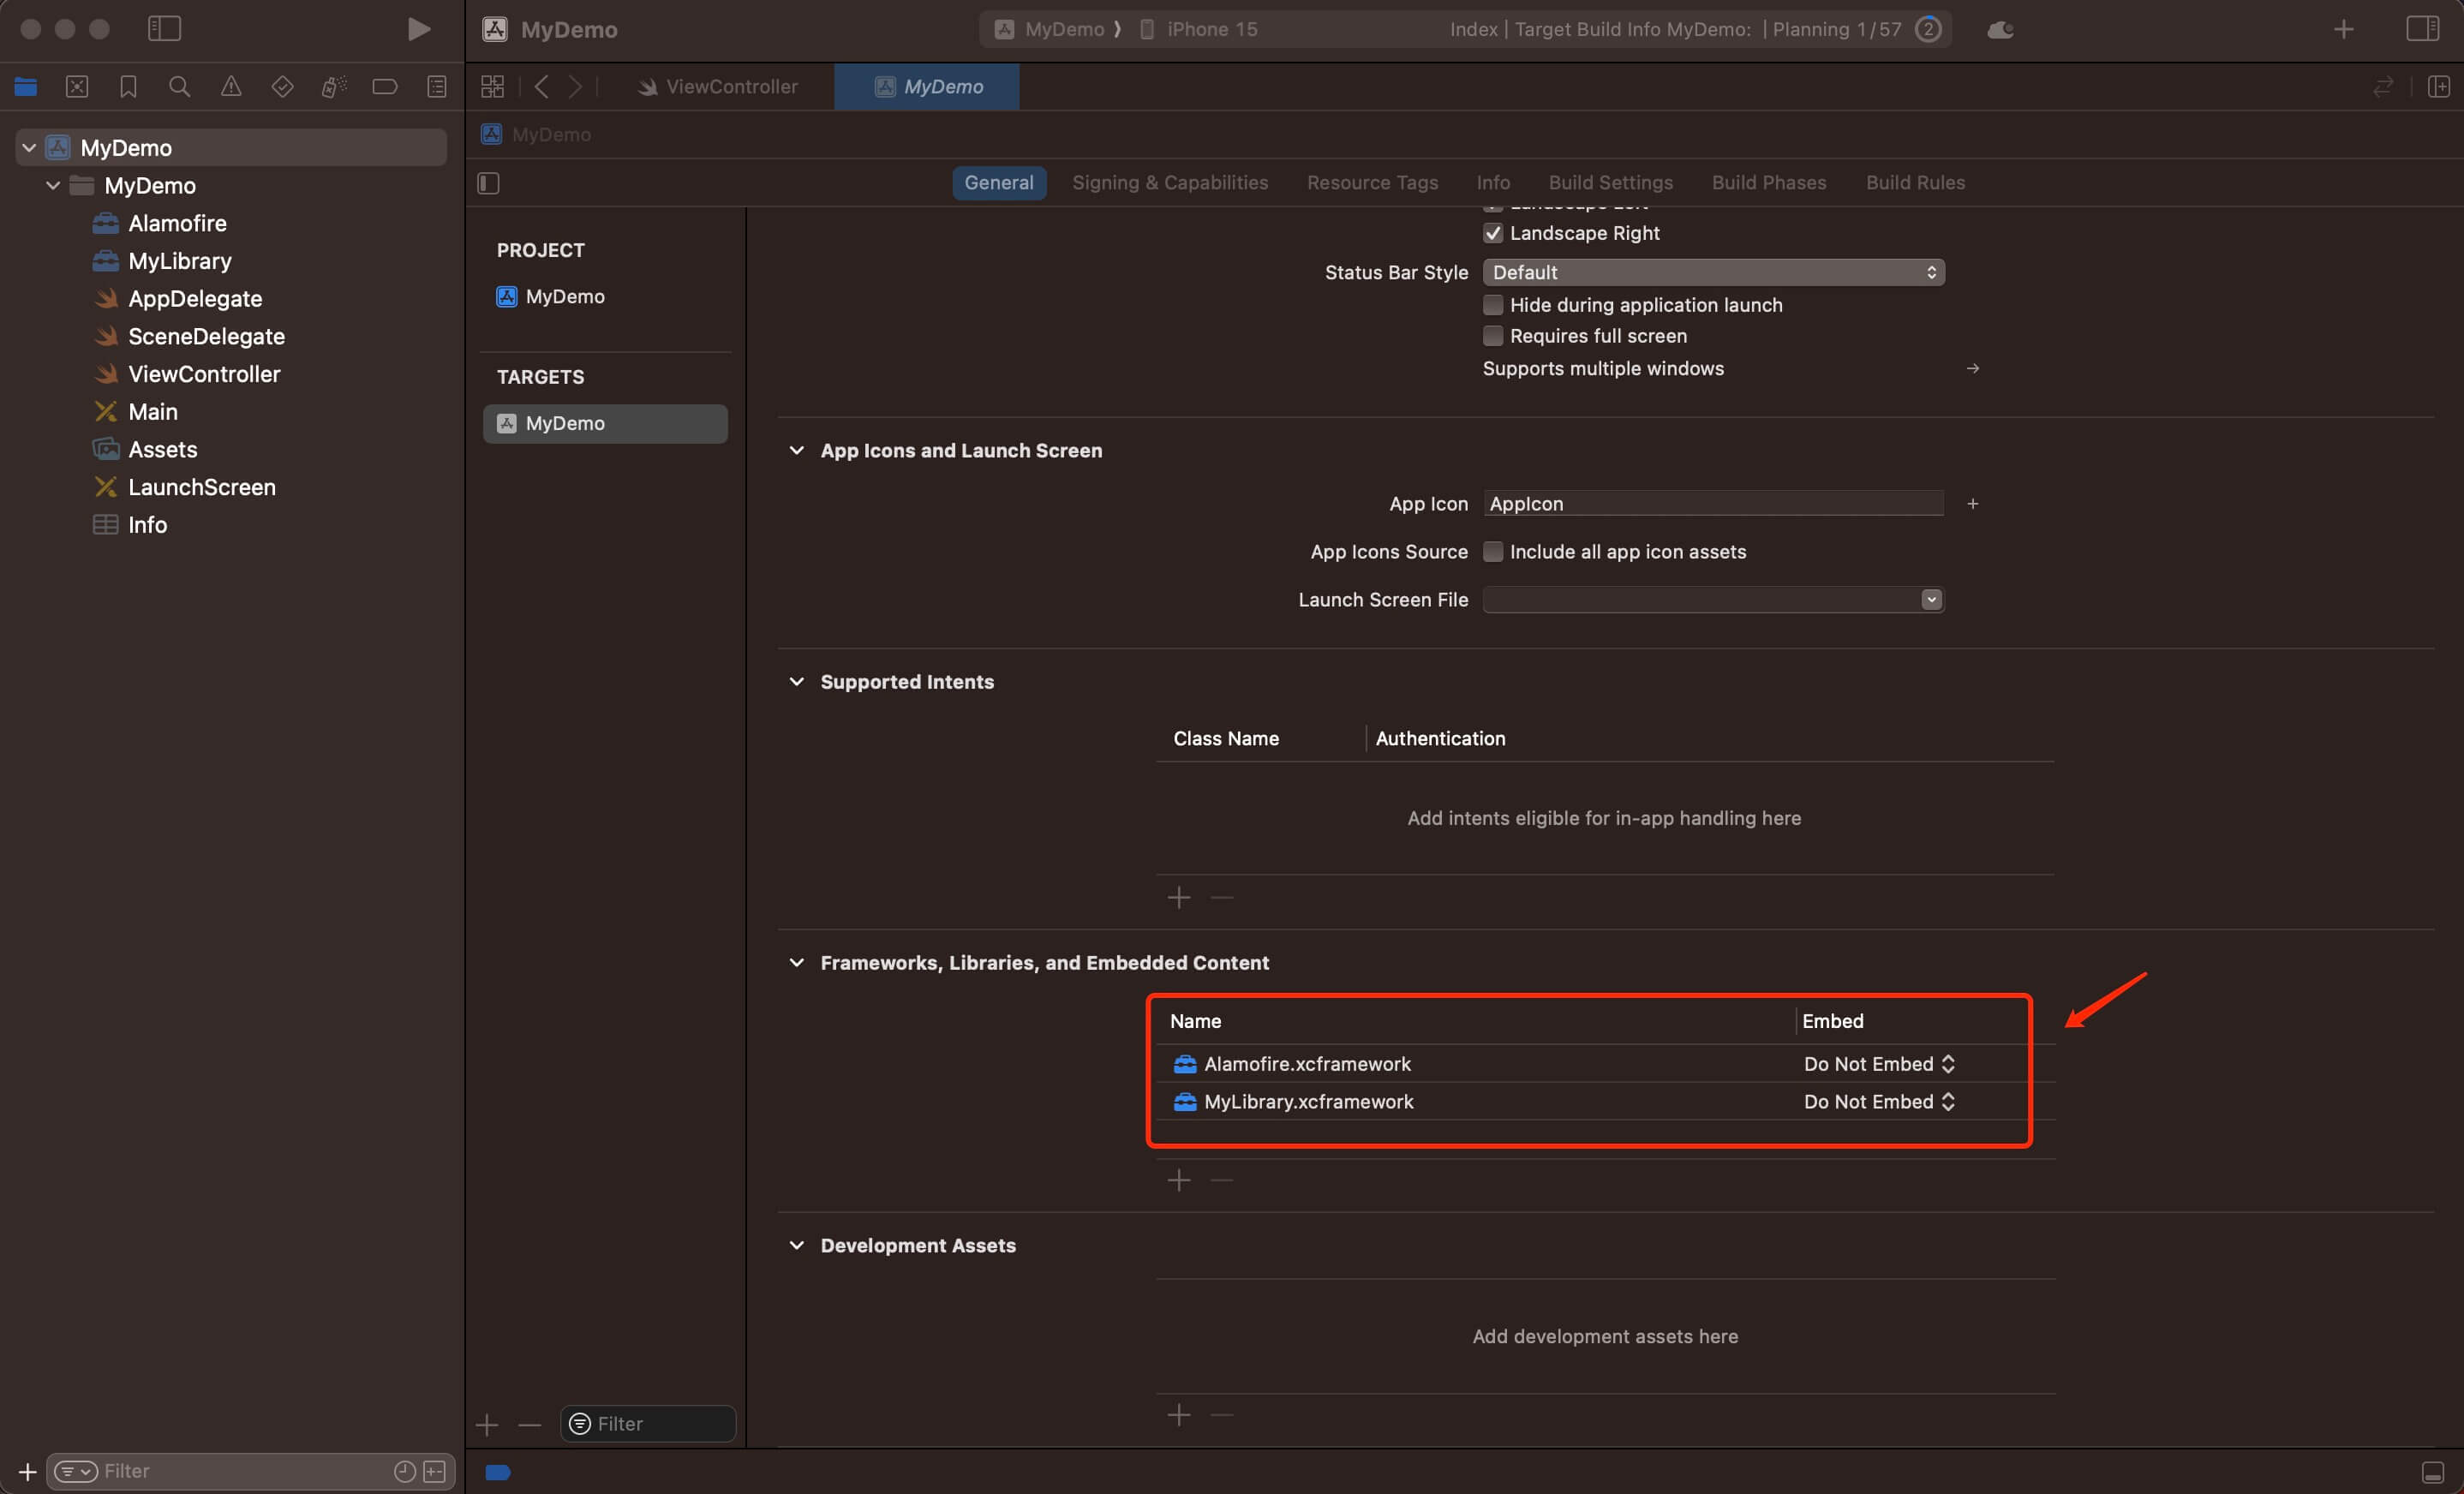 MyDemo
MyDemo
iPhone 15
Index | Target Build Info MyDemo: | Planning 1/57
2
ViewController
MyDemo
MyDemo
General
Signing & Capabilities
Resource Tags
Info
Build Settings
Build Phases
Build Rules
MyDemo
MyDemo
Alamofire
MyLibrary
AppDelegate
SceneDelegate
ViewController
Main
Assets
LaunchScreen
Info
PROJECT
MyDemo
TARGETS
MyDemo
Landscape Left
Landscape Right
Status Bar Style
Default
Hide during application launch
Requires full screen
Supports multiple windows
App Icons and Launch Screen
App Icon
AppIcon
App Icons Source
Include all app icon assets
Launch Screen File
Supported Intents
Class Name
Authentication
Add intents eligible for in-app handling here
Frameworks, Libraries, and Embedded Content
Name
Embed
Alamofire.xcframework
Do Not Embed
MyLibrary.xcframework
Do Not Embed
Development Assets
Add development assets here
Filter
Filter